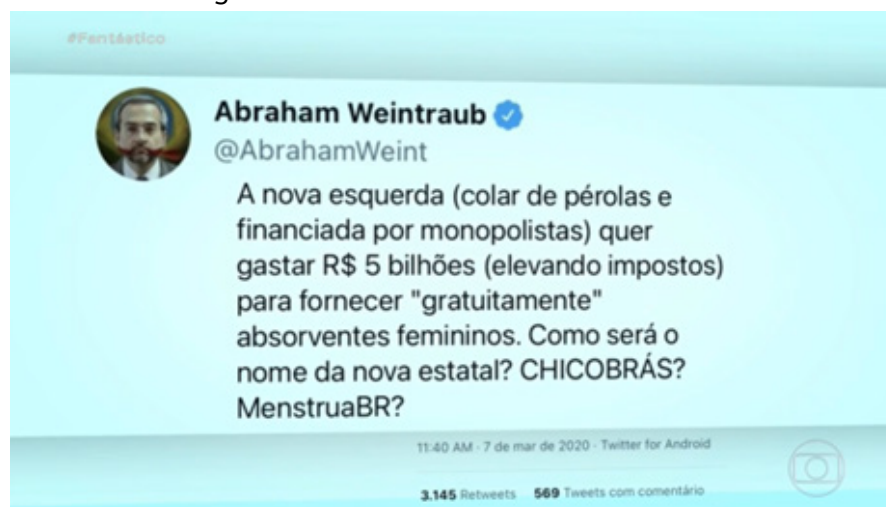 #Fantástico
Abraham Weintraub
@AbrahamWeint
A nova esquerda (colar de pérolas e
financiada por monopolistas) quer
gastar R$ 5 bilhões (elevando impostos)
para fornecer "gratuitamente"
absorventes femininos. Como será o
nome da nova estatal? CHICOBRÁS?
MenstruaBR?
11:40 AM · 7 de mar de 2020 · Twitter for Android
3.145 Retweets 569 Tweets com comentário